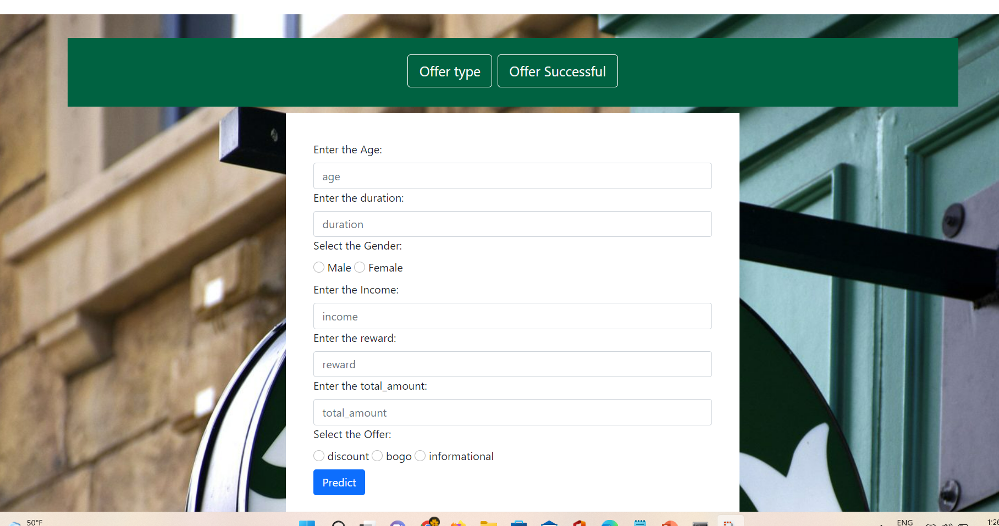 Offer type Offer Successful
Enter the Age:
age
Enter the duration:
duration
Select the Gender:
Male Female
Enter the Income:
income
Enter the reward:
reward
Enter the total_amount:
total_amount
Select the Offer:
discount bogo informational
Predict
50°F
ENG
1:26